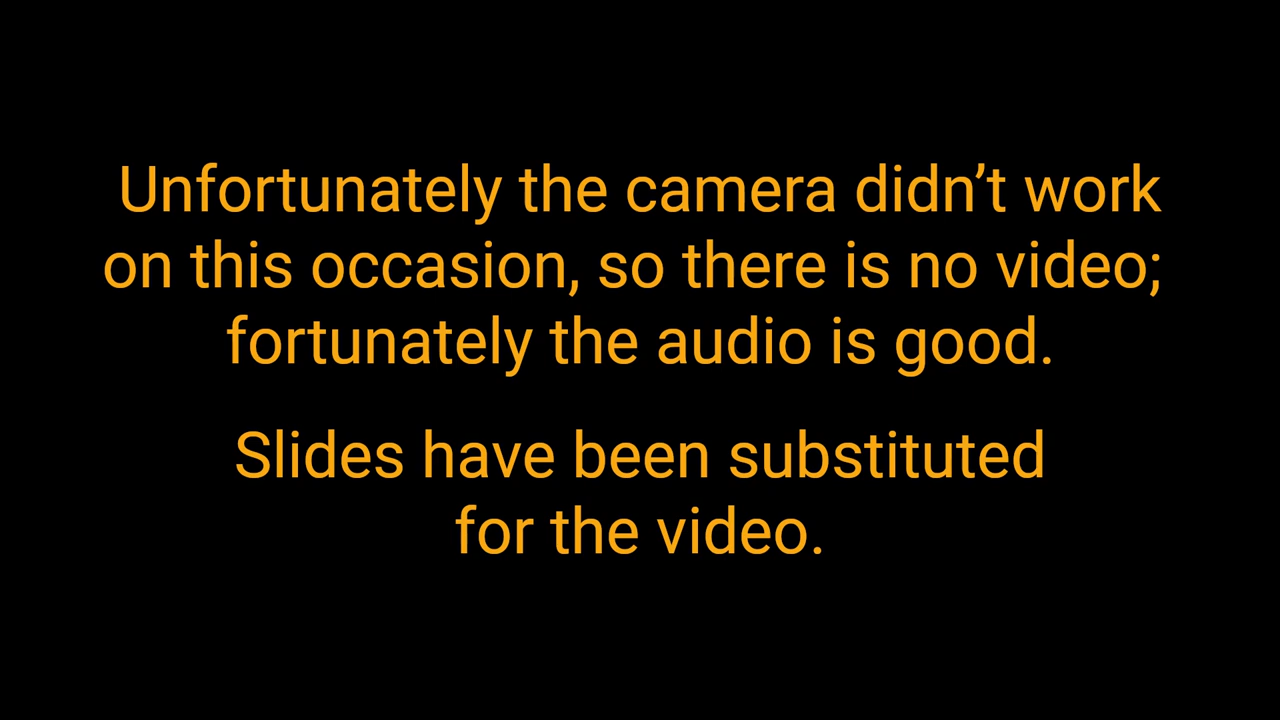 Unfortunately the camera didn’t work
on this occasion, so there is no video;
fortunately the audio is good.
Slides have been substituted
for the video.